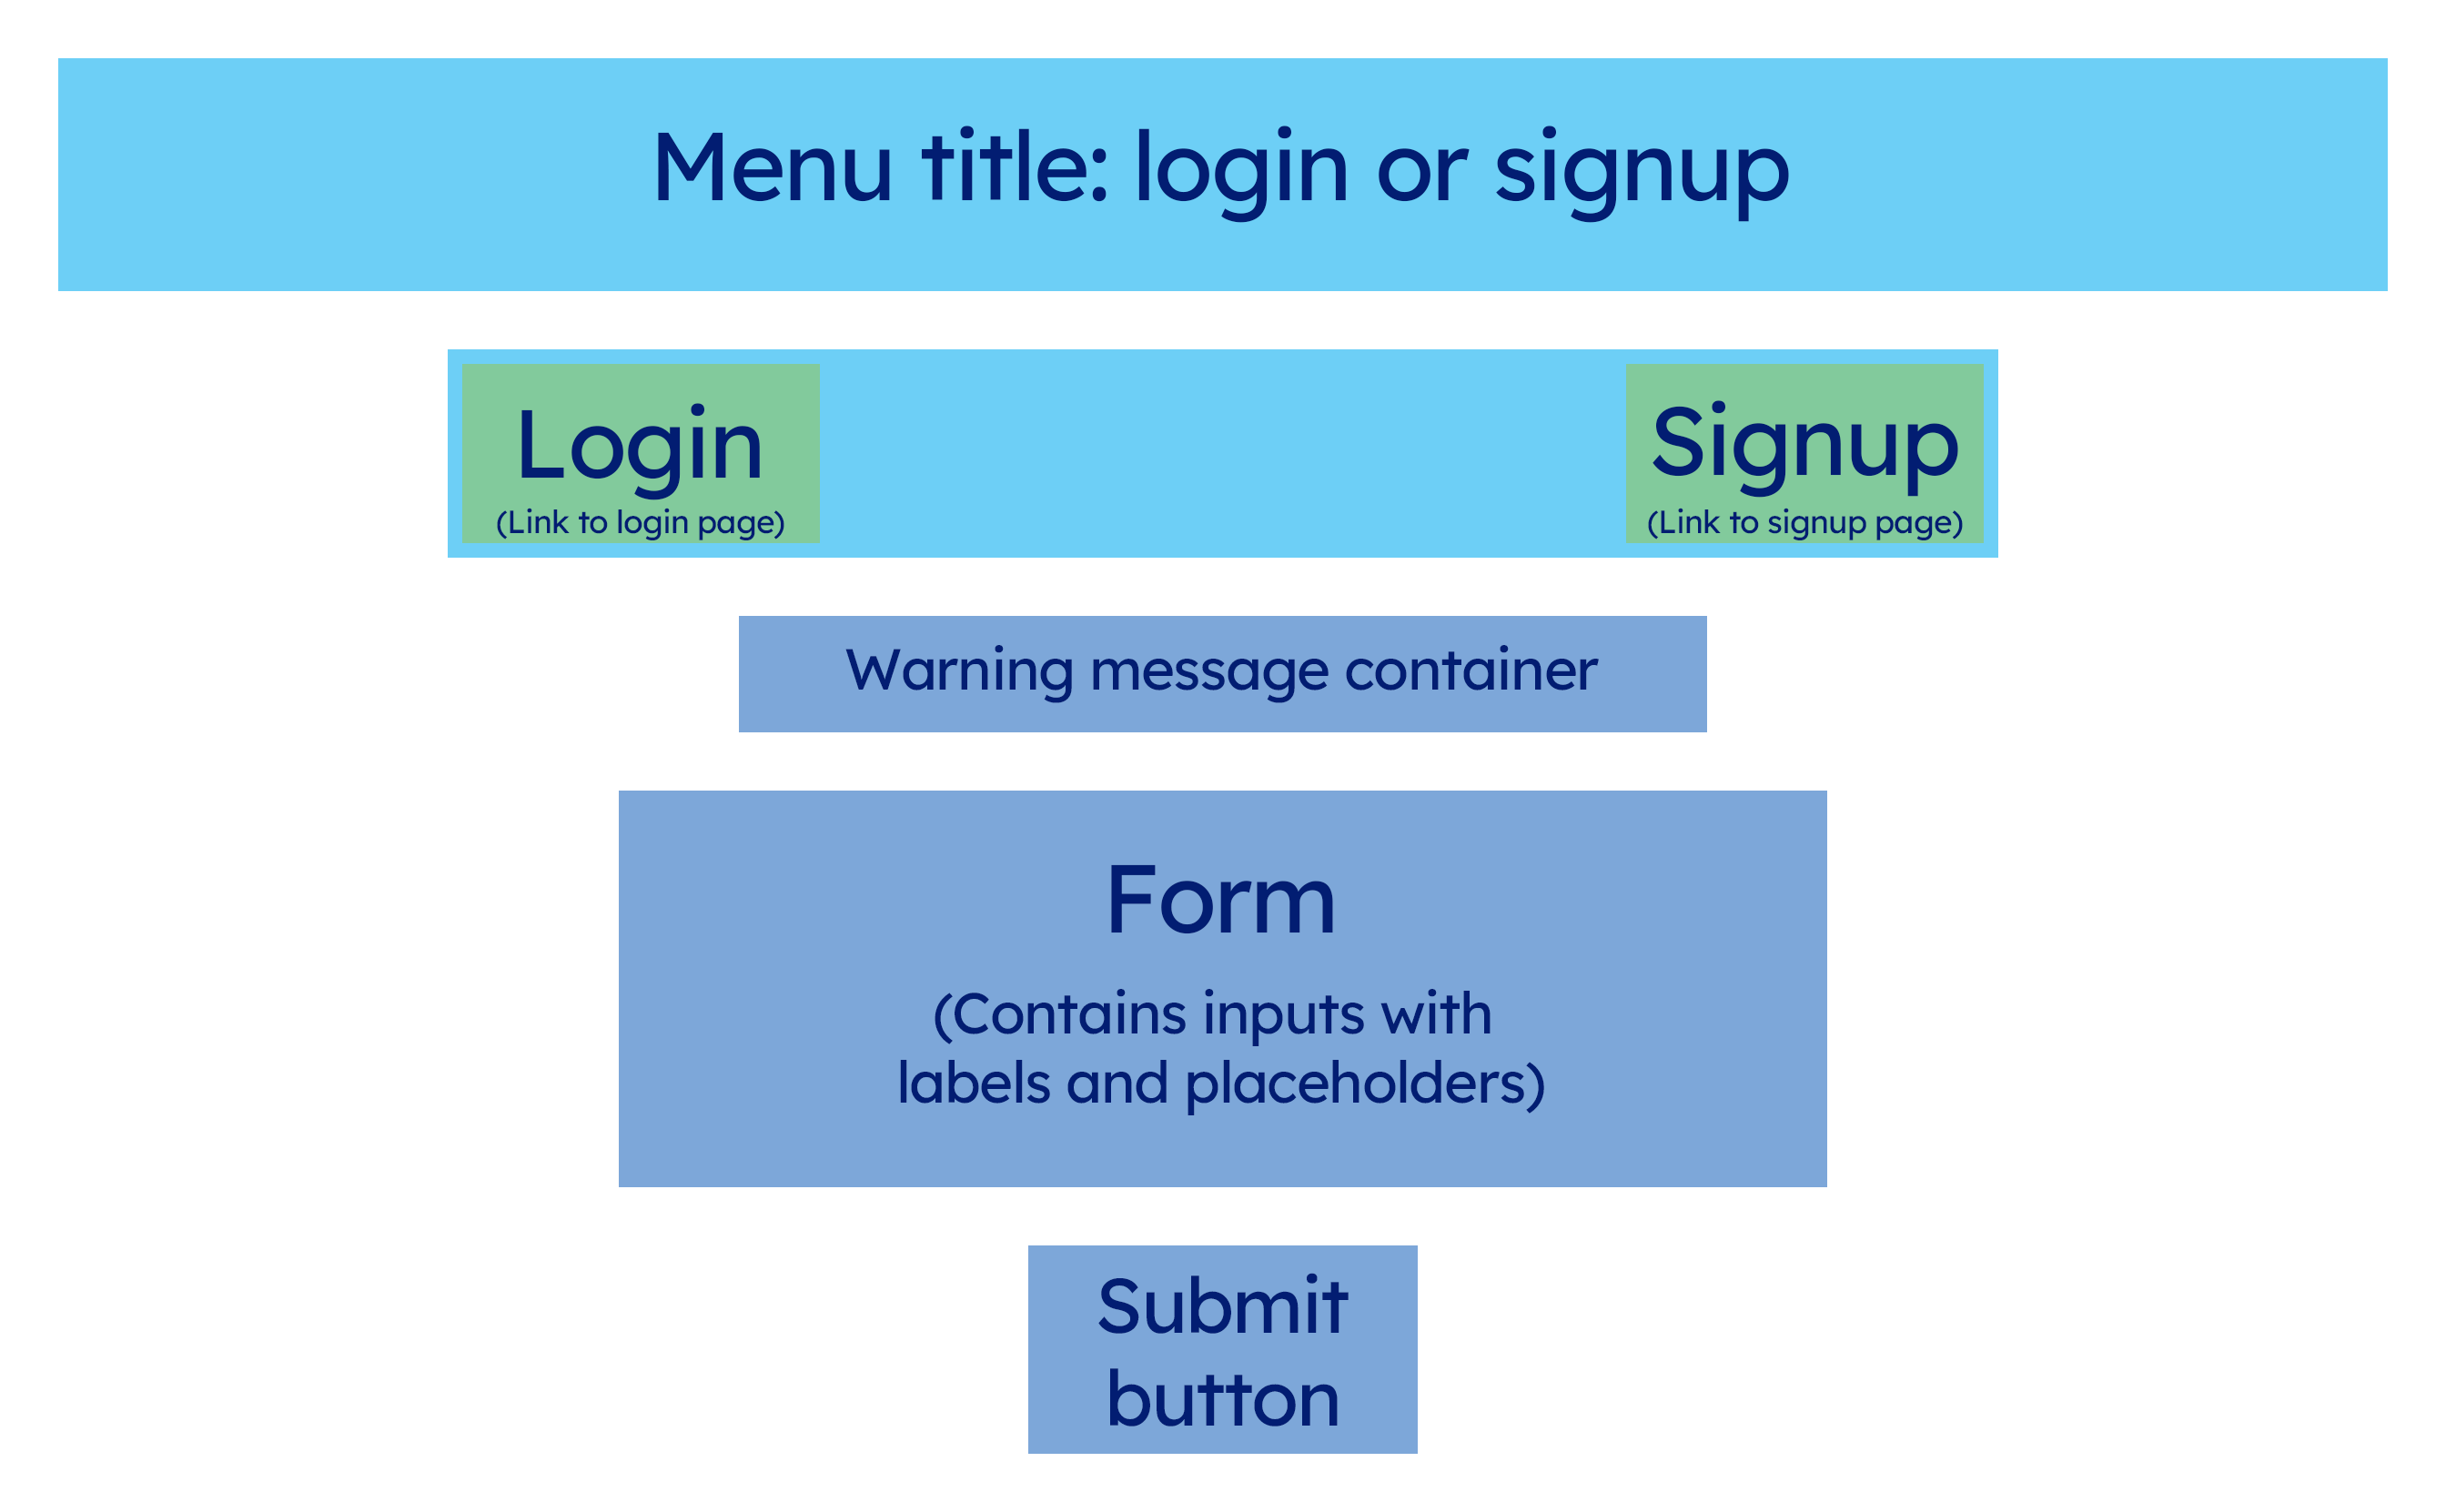 Menu title: login or signup
Login
(Link to login page)
Signup
(Link to signup page)
Warning message container
Form
(Contains inputs with
labels and placeholders)
Submit
button